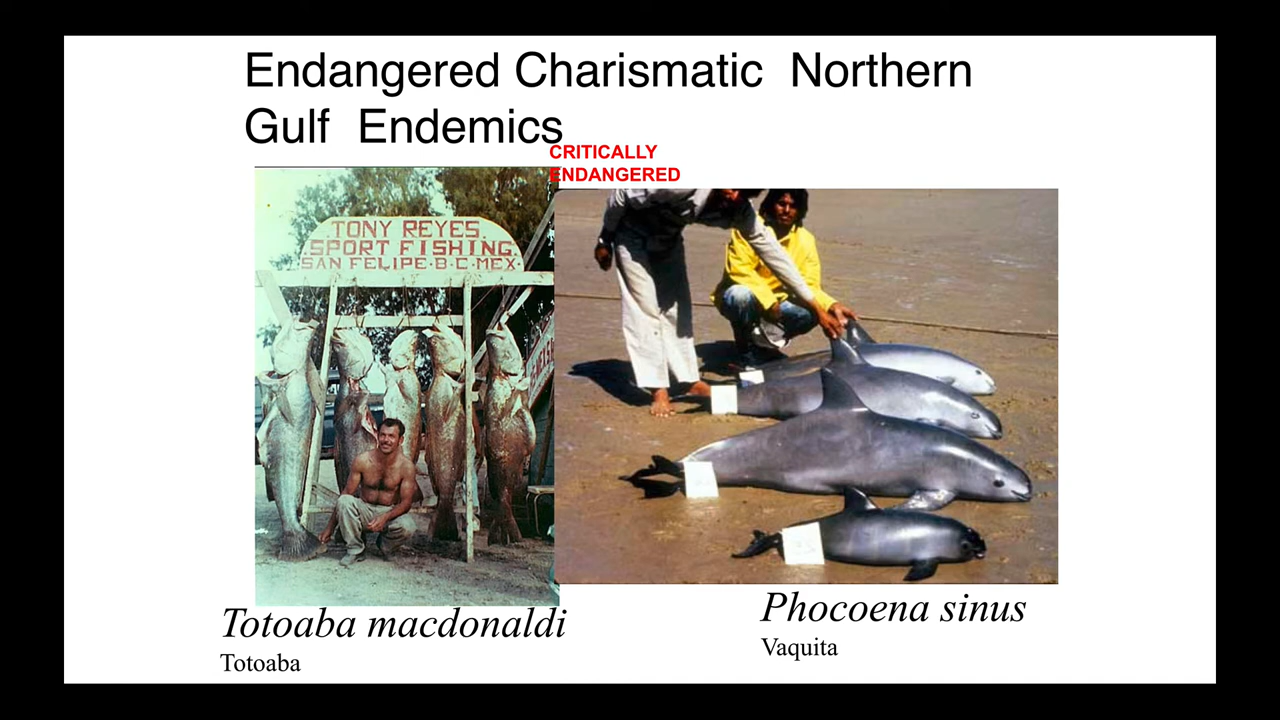 Endangered Charismatic Northern
Gulf Endemics
CRITICALLY
ENDANGERED
TONY REYES
SPORT FISHING
SAN FELIPE·B·C·MEX·
Totoaba macdonaldi
Totoaba
Phocoena sinus
Vaquita